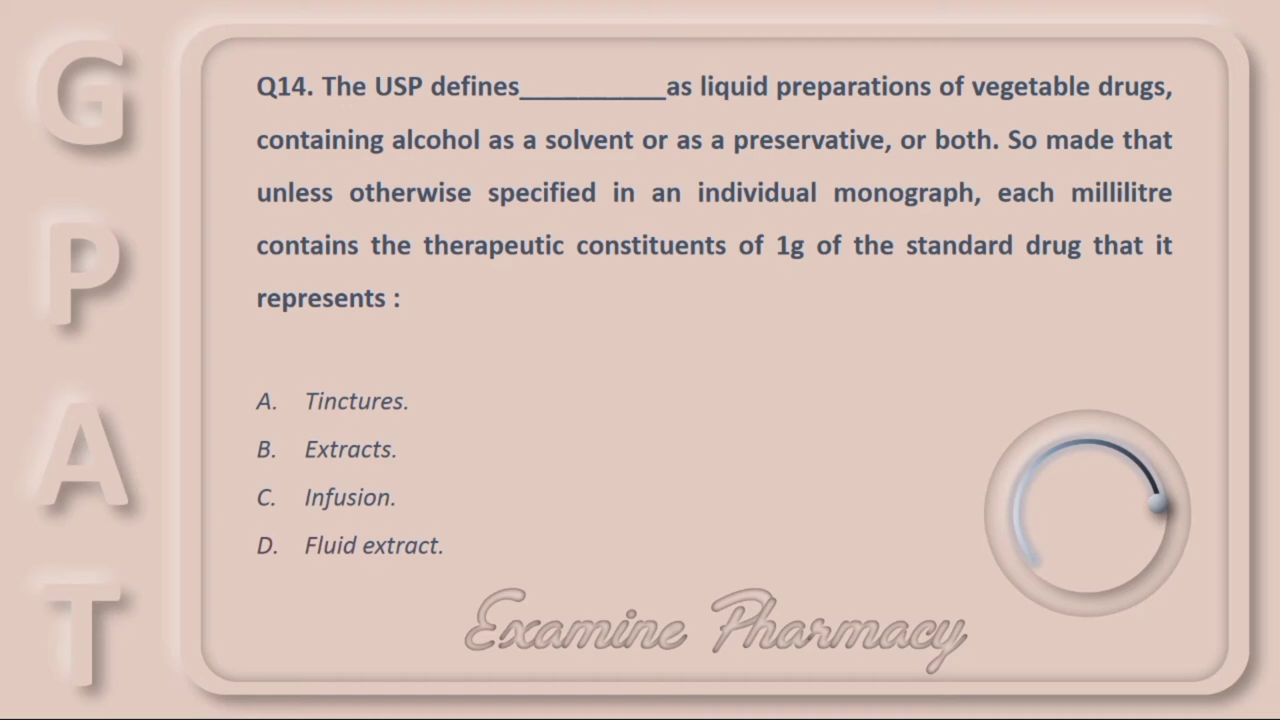 G
P
A
T
Q14. The USP defines__________as liquid preparations of vegetable drugs,
containing alcohol as a solvent or as a preservative, or both. So made that
unless otherwise specified in an individual monograph, each millilitre
contains the therapeutic constituents of 1g of the standard drug that it
represents :
A. Tinctures.
B. Extracts.
C. Infusion.
D. Fluid extract.
Examine Pharmacy